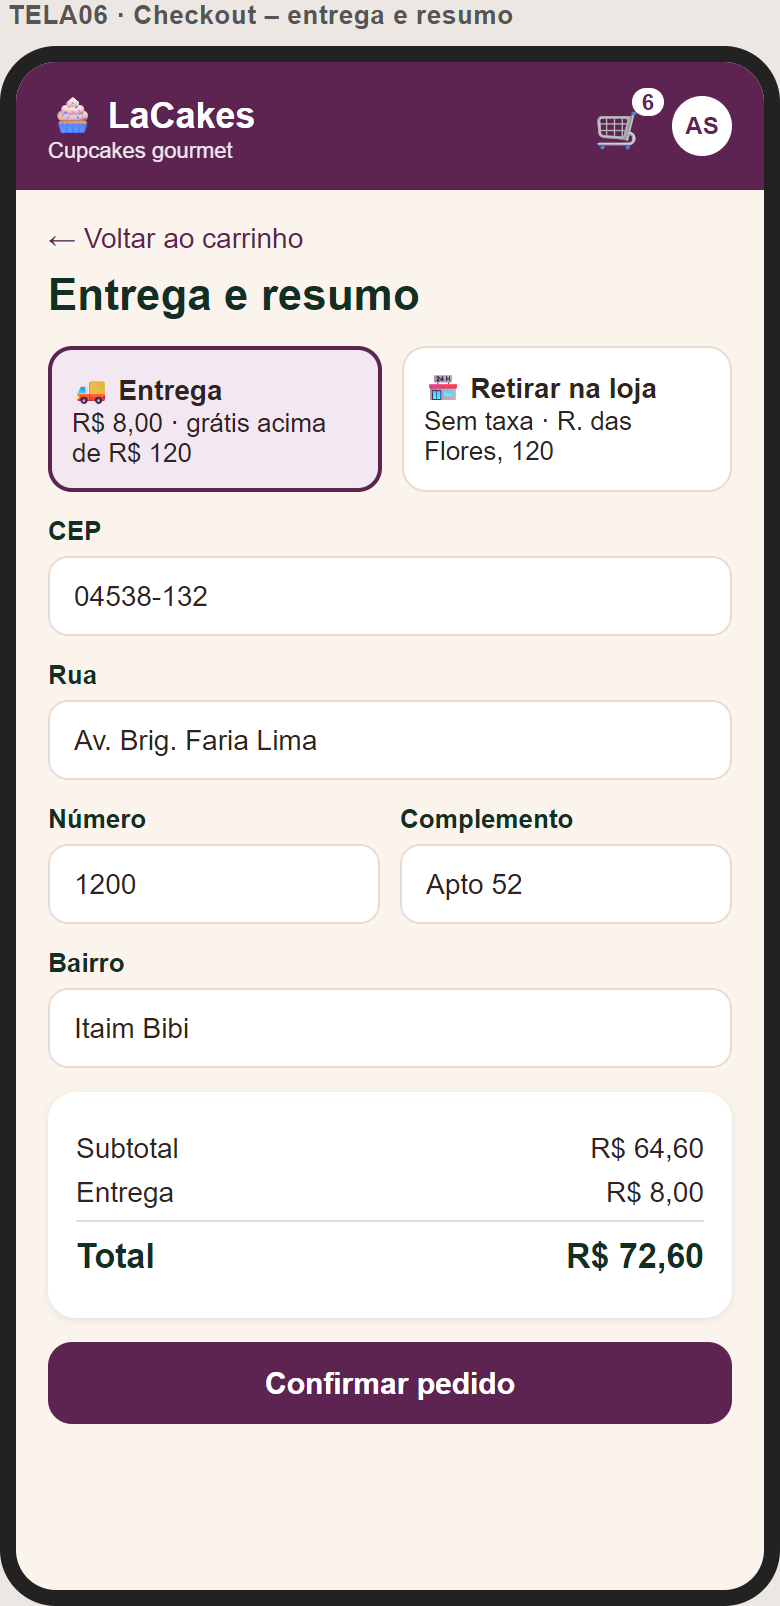 TELA06 · Checkout – entrega e resumo
LaCakes
Cupcakes gourmet
6
AS
← Voltar ao carrinho
Entrega e resumo
Entrega
R$ 8,00 · grátis acima
de R$ 120
Retirar na loja
Sem taxa · R. das
Flores, 120
CEP
04538-132
Rua
Av. Brig. Faria Lima
Número
Complemento
1200
Apto 52
Bairro
Itaim Bibi
Subtotal R$ 64,60
Entrega R$ 8,00
Total R$ 72,60
Confirmar pedido